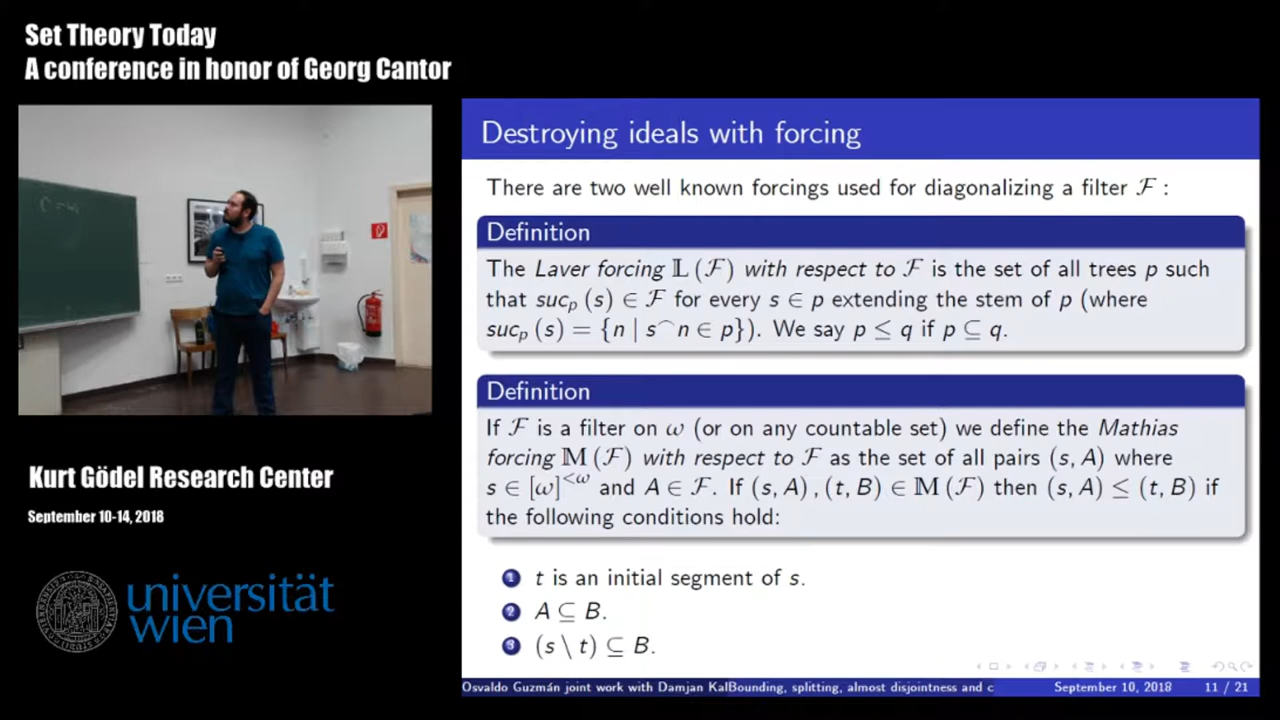 Set Theory Today
A conference in honor of Georg Cantor
Kurt Gödel Research Center
September 10-14, 2018
universität
wien
Destroying ideals with forcing
There are two well known forcings used for diagonalizing a filter ℱ :
Definition
The Laver forcing 𝕃 (ℱ) with respect to ℱ is the set of all trees p such
that suc_p (s) ∈ ℱ for every s ∈ p extending the stem of p (where
suc_p (s) = {n | s⌢n ∈ p}). We say p ≤ q if p ⊆ q.
Definition
If ℱ is a filter on ω (or on any countable set) we define the Mathias
forcing 𝕄 (ℱ) with respect to ℱ as the set of all pairs (s, A) where
s ∈ [ω]^{<ω} and A ∈ ℱ. If (s, A) , (t, B) ∈ 𝕄 (ℱ) then (s, A) ≤ (t, B) if
the following conditions hold:
1 t is an initial segment of s.
2 A ⊆ B.
3 (s \ t) ⊆ B.
Osvaldo Guzmán joint work with Damjan Kal Bounding, splitting, almost disjointness and c September 10, 2018 11 / 21